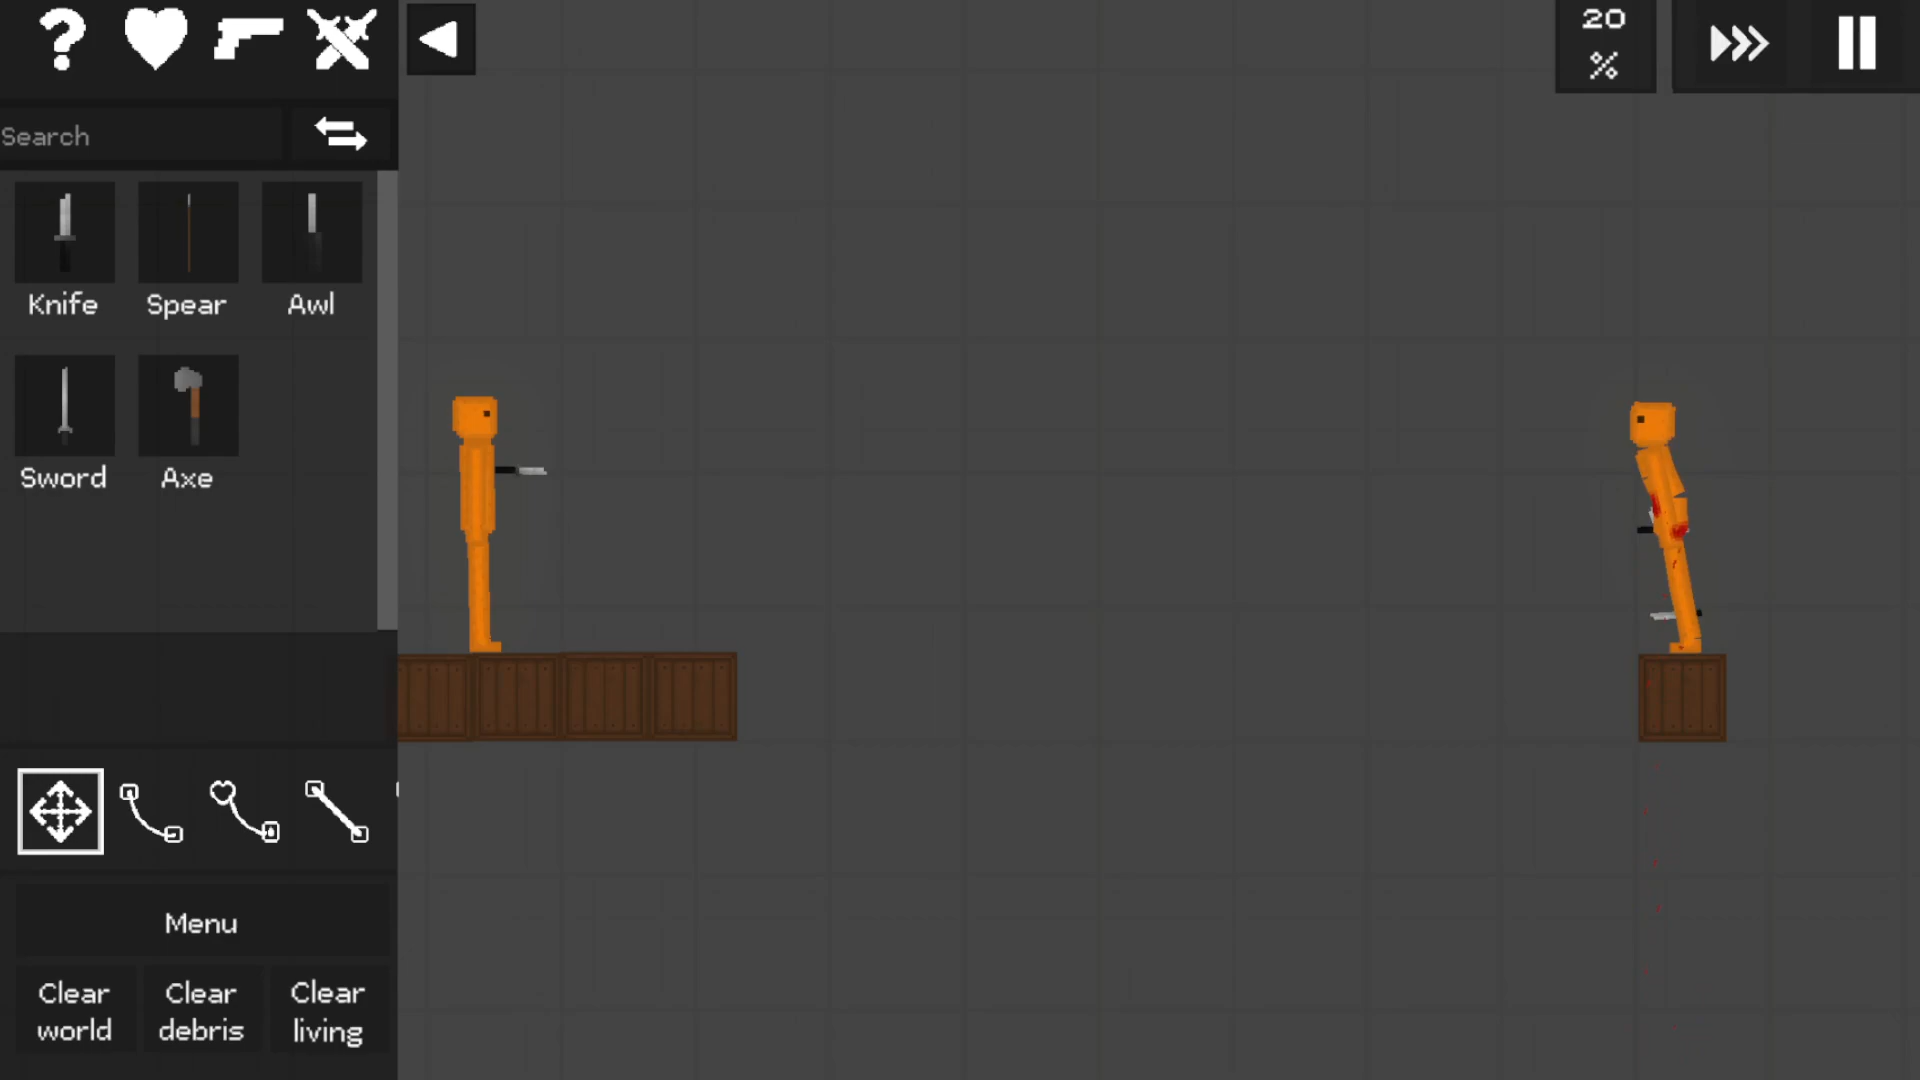 20
%
Search
Knife
Spear
Awl
Sword
Axe
Menu
Clear world
Clear debris
Clear living